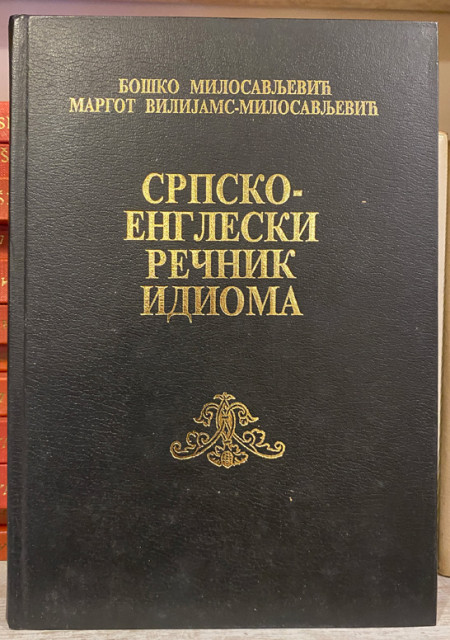 БОШКО МИЛОСАВЉЕВИЋ
МАРГОТ ВИЛИЈАМС-МИЛОСАВЉЕВИЋ
СРПСКО-
ЕНГЛЕСКИ
РЕЧНИК
ИДИОМА